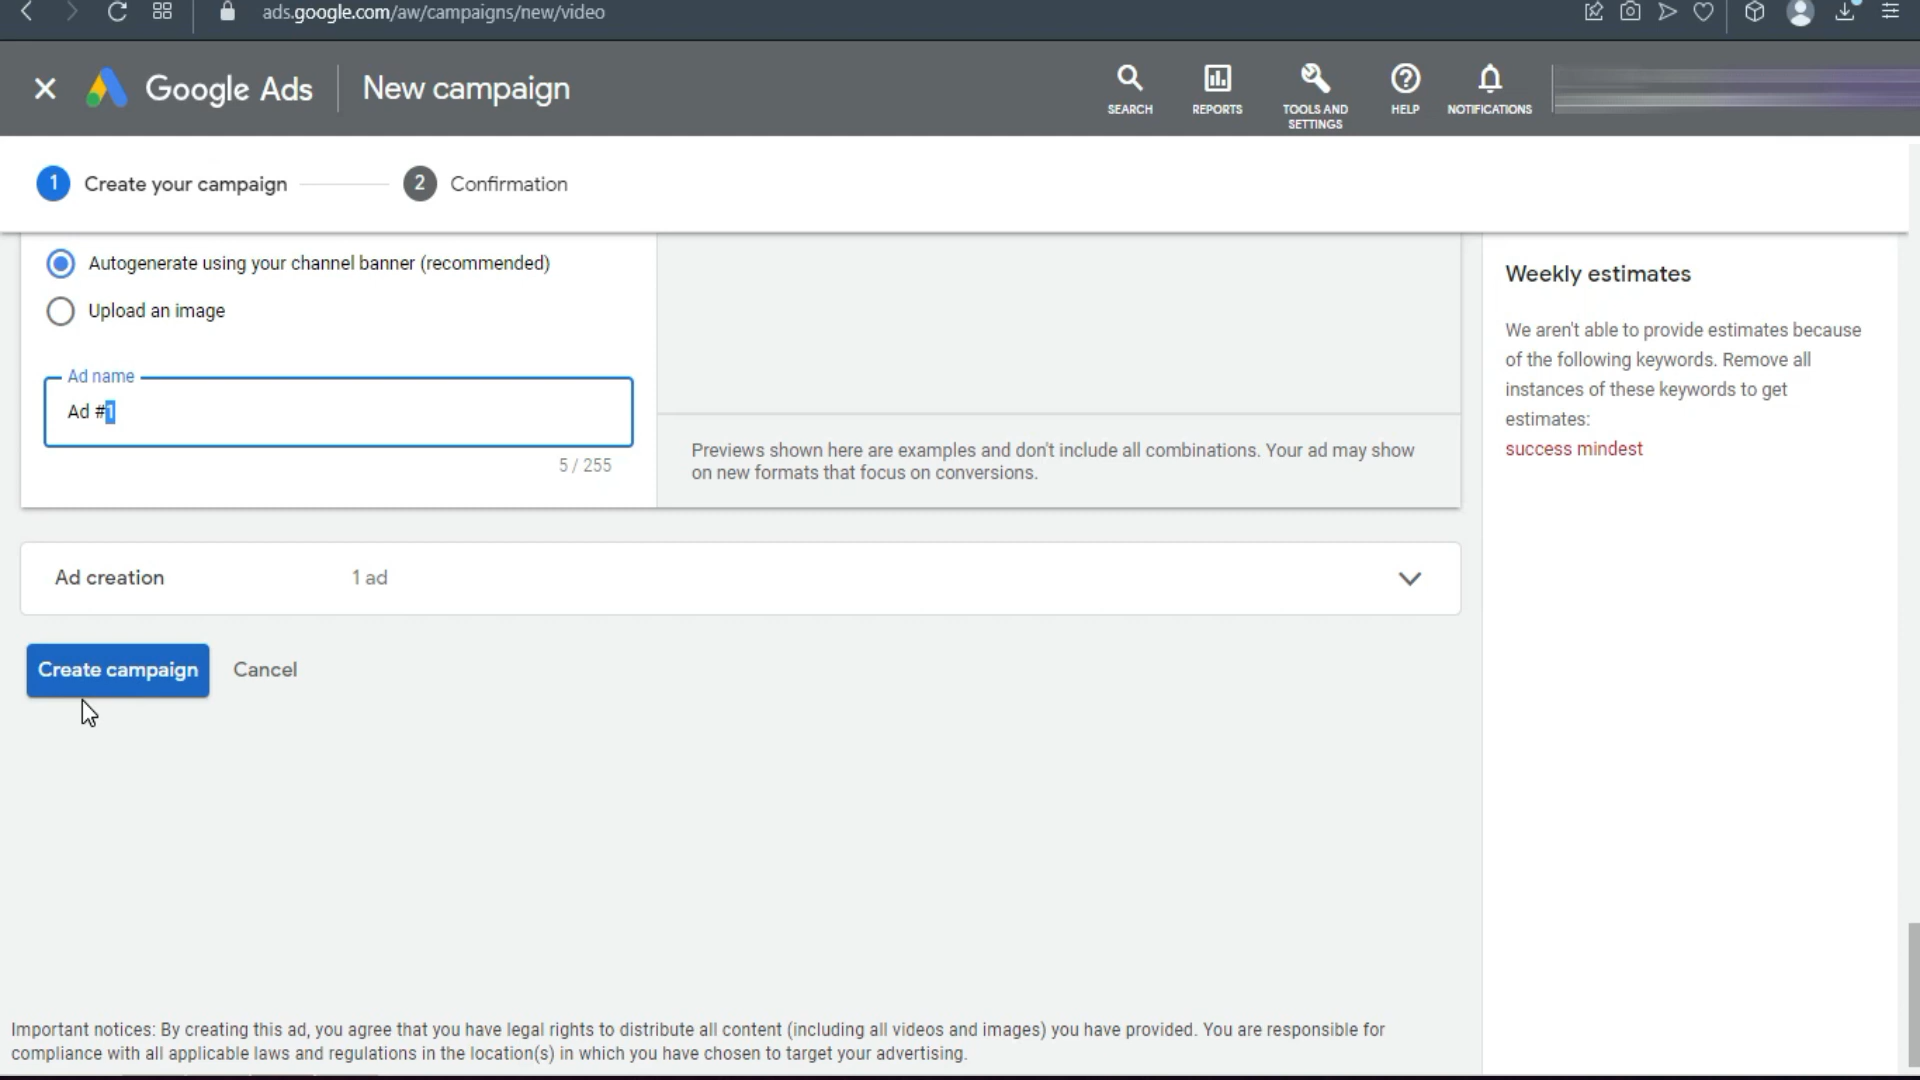 ads.google.com/aw/campaigns/new/video
Google Ads
New campaign
SEARCH
REPORTS
TOOLS AND
SETTINGS
HELP
NOTIFICATIONS
1 Create your campaign
2 Confirmation
Autogenerate using your channel banner (recommended)
Upload an image
Ad name
Ad #1
5 / 255
Previews shown here are examples and don't include all combinations. Your ad may show
on new formats that focus on conversions.
Weekly estimates
We aren't able to provide estimates because
of the following keywords. Remove all
instances of these keywords to get
estimates:
success mindest
Ad creation
1 ad
Create campaign
Cancel
Important notices: By creating this ad, you agree that you have legal rights to distribute all content (including all videos and images) you have provided. You are responsible for
compliance with all applicable laws and regulations in the location(s) in which you have chosen to target your advertising.